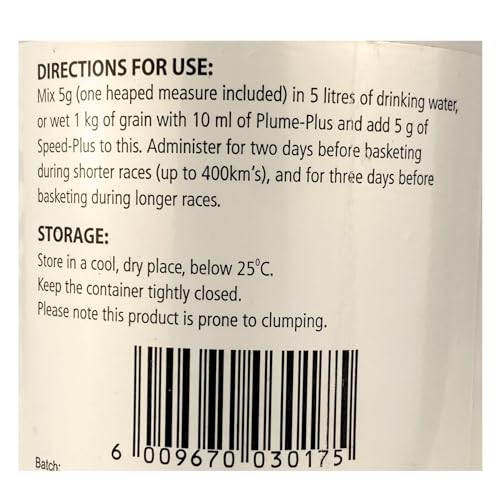 DIRECTIONS FOR USE:
Mix 5g (one heaped measure included) in 5 litres of drinking water,
or wet 1 kg of grain with 10 ml of Plume-Plus and add 5 g of
Speed-Plus to this. Administer for two days before basketing
during shorter races (up to 400km's), and for three days before
basketing during longer races.
STORAGE:
Store in a cool, dry place, below 25⁰C.
Keep the container tightly closed.
Please note this product is prone to clumping.
6 009670 030175
Batch: